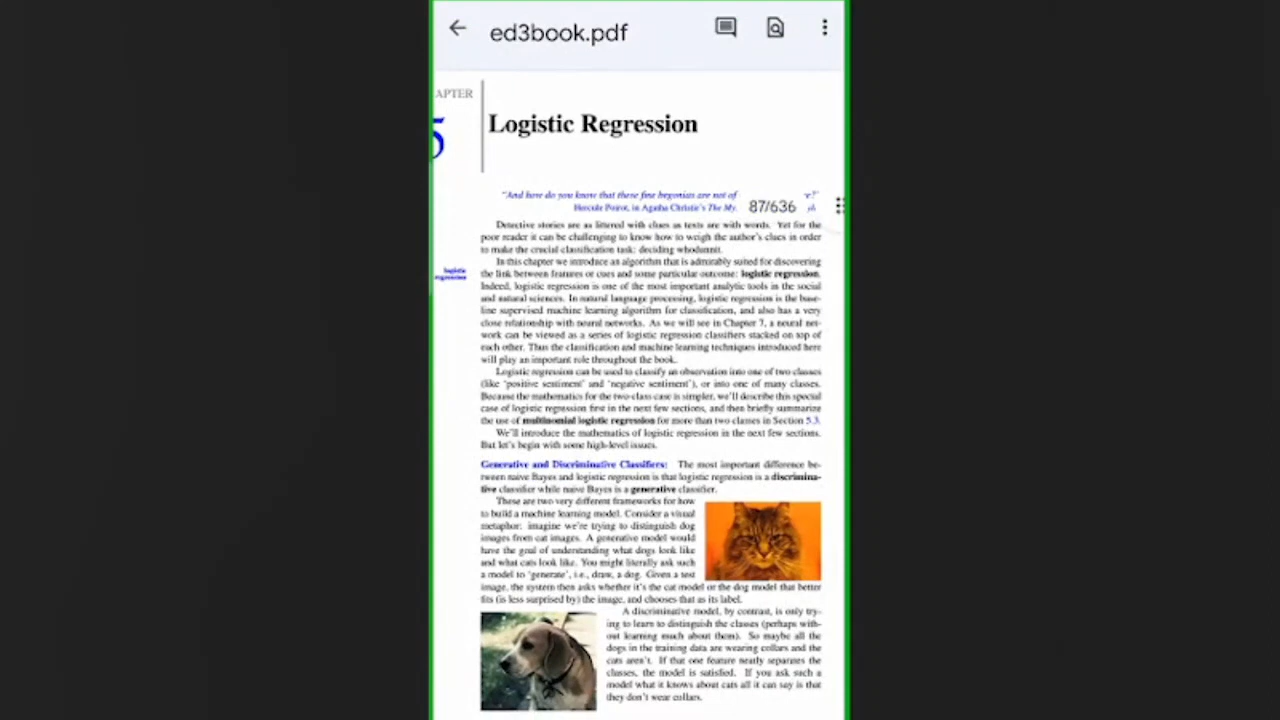 ed3book.pdf
APTER
5
Logistic Regression
"And how do you know that these fine begonias are not of
Hercule Poirot, in Agatha Christie's The My
87/636
Detective stories are as littered with clues as texts are with words. Yet for the
poor reader it can be challenging to know how to weigh the author's clues in order
to make the crucial classification task: deciding whodunnit.
In this chapter we introduce an algorithm that is admirably suited for discovering
logistic
regression
the link between features or cues and some particular outcome: logistic regression.
Indeed, logistic regression is one of the most important analytic tools in the social
and natural sciences. In natural language processing, logistic regression is the base-
line supervised machine learning algorithm for classification, and also has a very
close relationship with neural networks. As we will see in Chapter 7, a neural net-
work can be viewed as a series of logistic regression classifiers stacked on top of
each other. Thus the classification and machine learning techniques introduced here
will play an important role throughout the book.
Logistic regression can be used to classify an observation into one of two classes
(like 'positive sentiment' and 'negative sentiment'), or into one of many classes.
Because the mathematics for the two-class case is simpler, we'll describe this special
case of logistic regression first in the next few sections, and then briefly summarize
the use of multinomial logistic regression for more than two classes in Section 5.3.
We'll introduce the mathematics of logistic regression in the next few sections.
But let's begin with some high-level issues.
Generative and Discriminative Classifiers: The most important difference be-
tween naive Bayes and logistic regression is that logistic regression is a discrimina-
tive classifier while naive Bayes is a generative classifier.
These are two very different frameworks for how
to build a machine learning model. Consider a visual
metaphor: imagine we're trying to distinguish dog
images from cat images. A generative model would
have the goal of understanding what dogs look like
and what cats look like. You might literally ask such
a model to 'generate', i.e., draw, a dog. Given a test
image, the system then asks whether it's the cat model or the dog model that better
fits (is less surprised by) the image, and chooses that as its label.
A discriminative model, by contrast, is only try-
ing to learn to distinguish the classes (perhaps with-
out learning much about them). So maybe all the
dogs in the training data are wearing collars and the
cats aren't. If that one feature neatly separates the
classes, the model is satisfied. If you ask such a
model what it knows about cats all it can say is that
they don't wear collars.